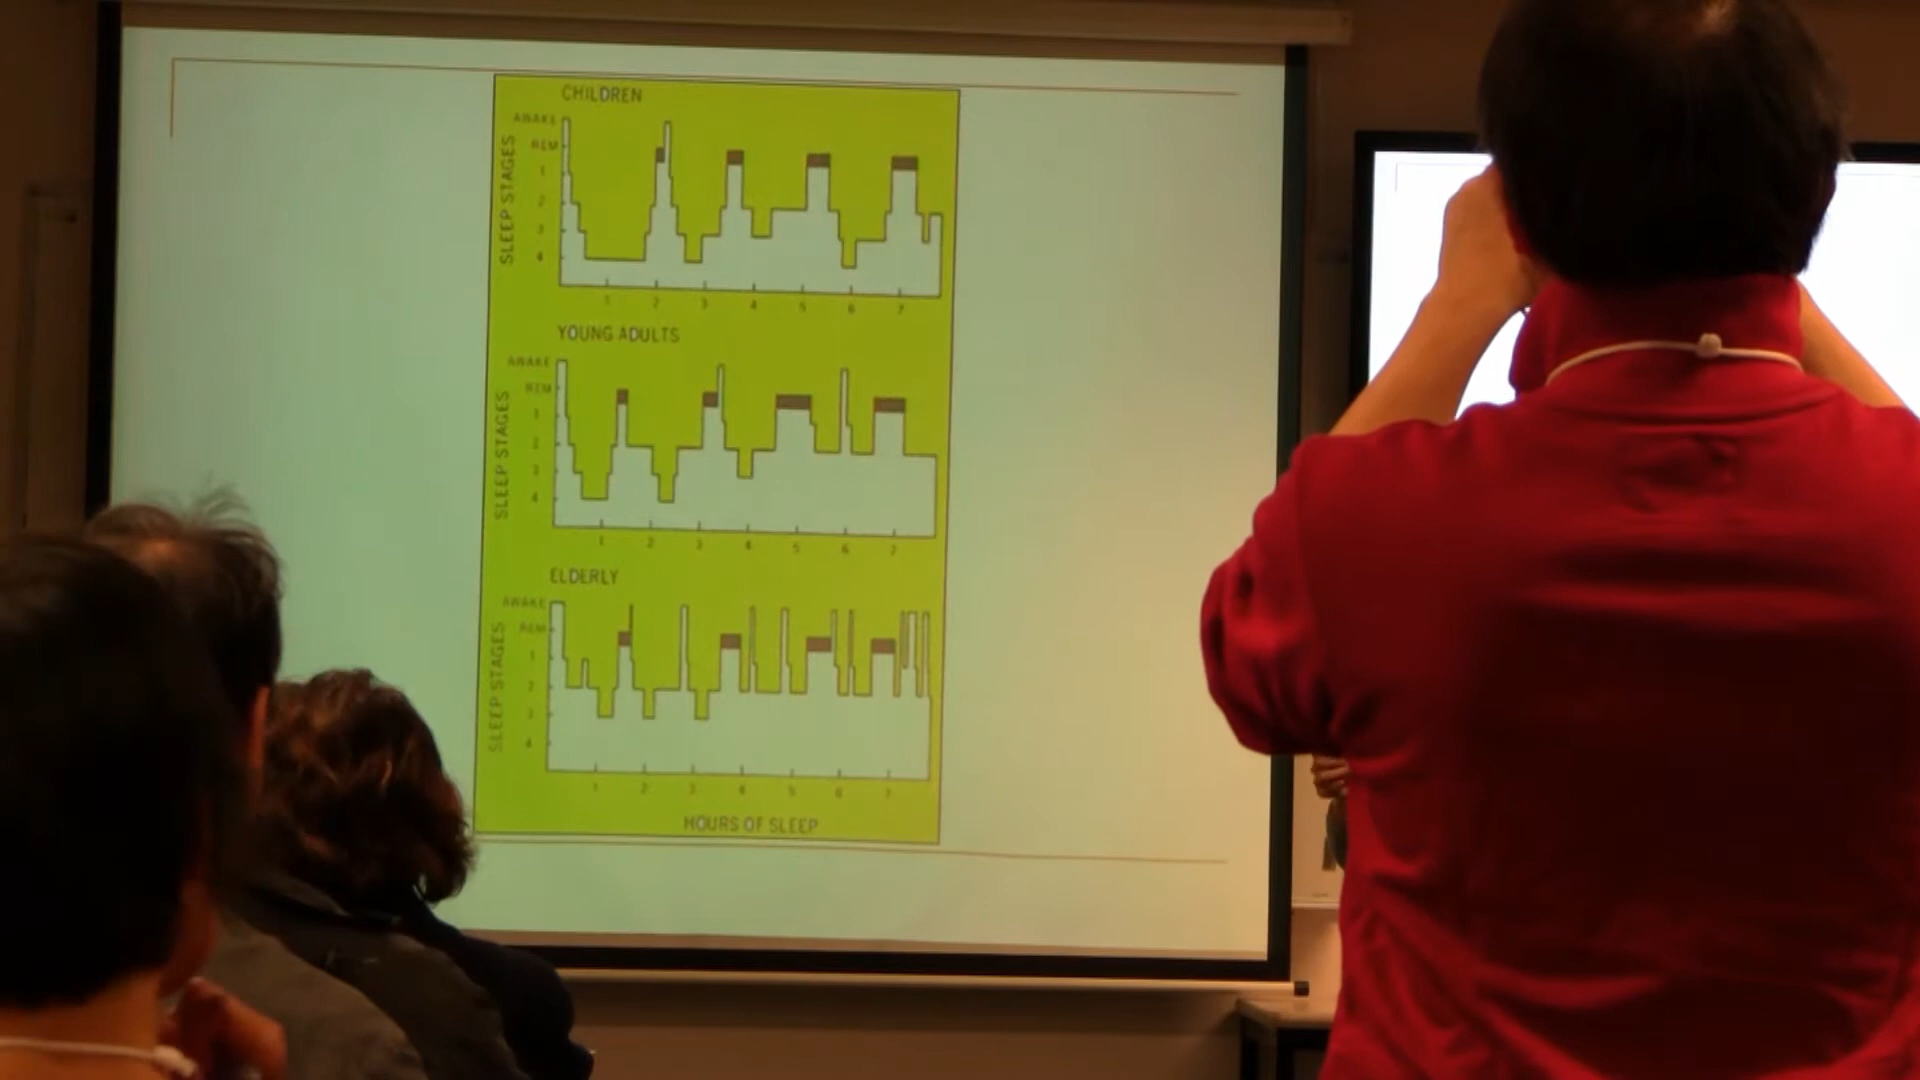 CHILDREN
AWAKE
REM
1
2
3
4
SLEEP STAGES
1 2 3 4 5 6 7
YOUNG ADULTS
AWAKE
REM
1
2
3
4
SLEEP STAGES
1 2 3 4 5 6 7
ELDERLY
AWAKE
REM
1
2
3
4
SLEEP STAGES
1 2 3 4 5 6 7
HOURS OF SLEEP